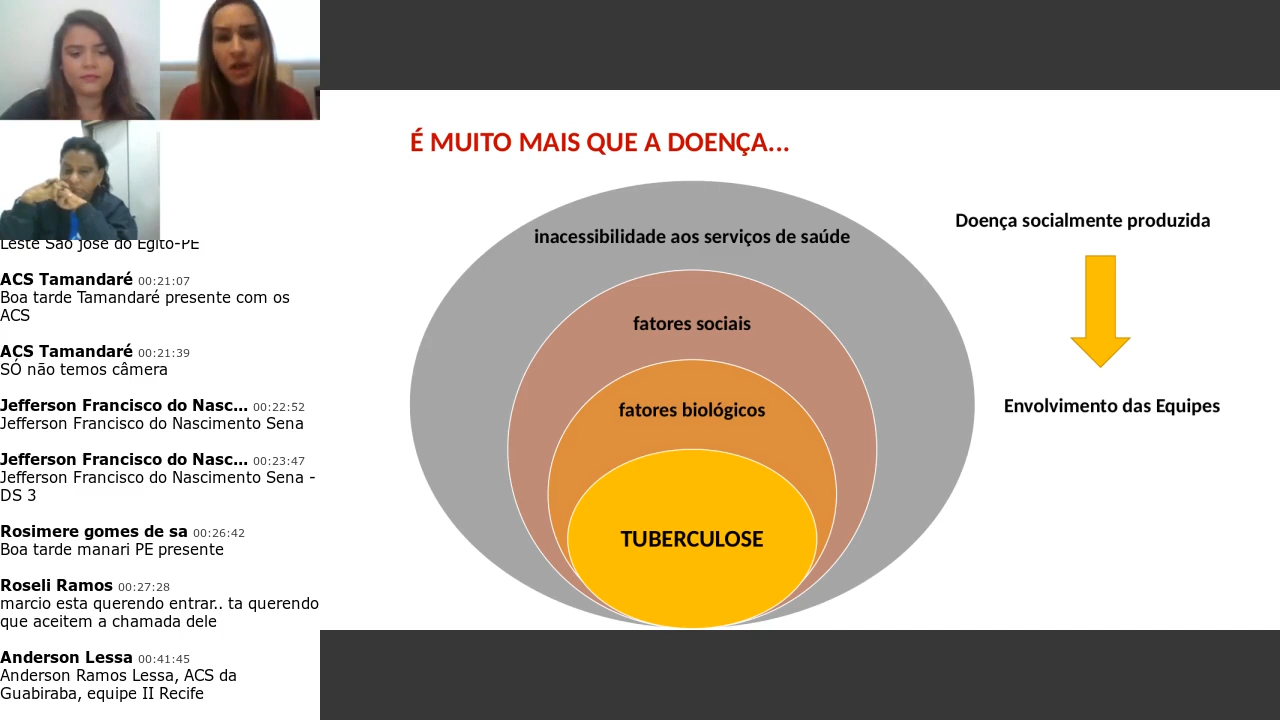 Leste São José do Egito-PE
ACS Tamandaré 00:21:07
Boa tarde Tamandaré presente com os
ACS
ACS Tamandaré 00:21:39
SÓ não temos câmera
Jefferson Francisco do Nasc... 00:22:52
Jefferson Francisco do Nascimento Sena
Jefferson Francisco do Nasc... 00:23:47
Jefferson Francisco do Nascimento Sena -
DS 3
Rosimere gomes de sa 00:26:42
Boa tarde manari PE presente
Roseli Ramos 00:27:28
marcio esta querendo entrar.. ta querendo
que aceitem a chamada dele
Anderson Lessa 00:41:45
Anderson Ramos Lessa, ACS da
Guabiraba, equipe II Recife
É MUITO MAIS QUE A DOENÇA...
inacessibilidade aos serviços de saúde
fatores sociais
fatores biológicos
TUBERCULOSE
Doença socialmente produzida
Envolvimento das Equipes